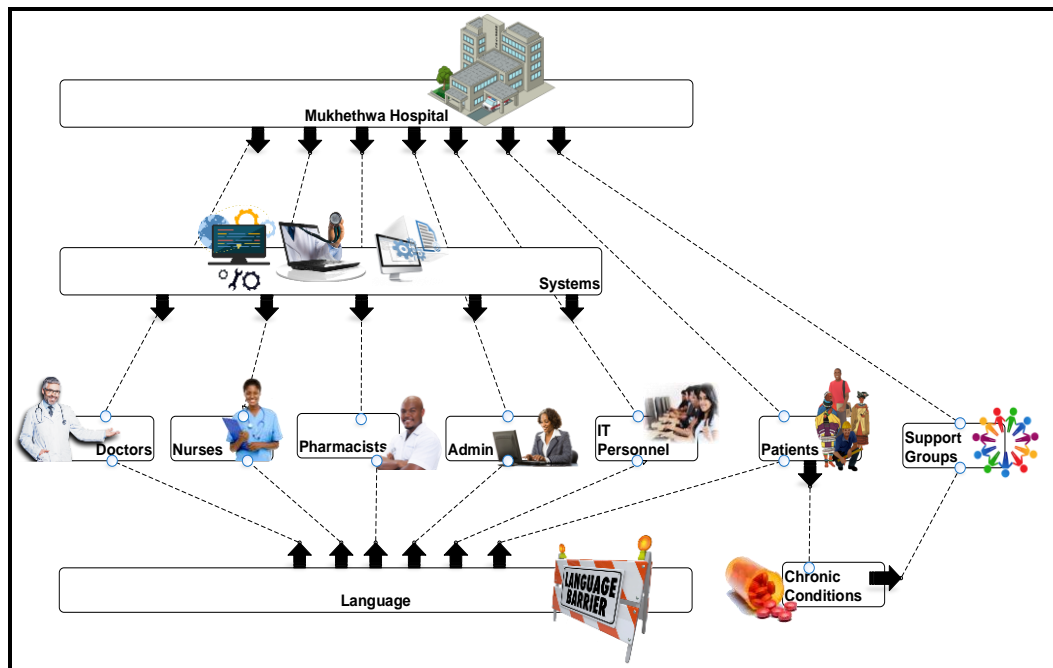 Mukhethwa Hospital
Systems
Doctors
Nurses
Pharmacists
Admin
IT
Personnel
Patients
Support
Groups
LANGUAGE
BARRIER
Language
Chronic
Conditions